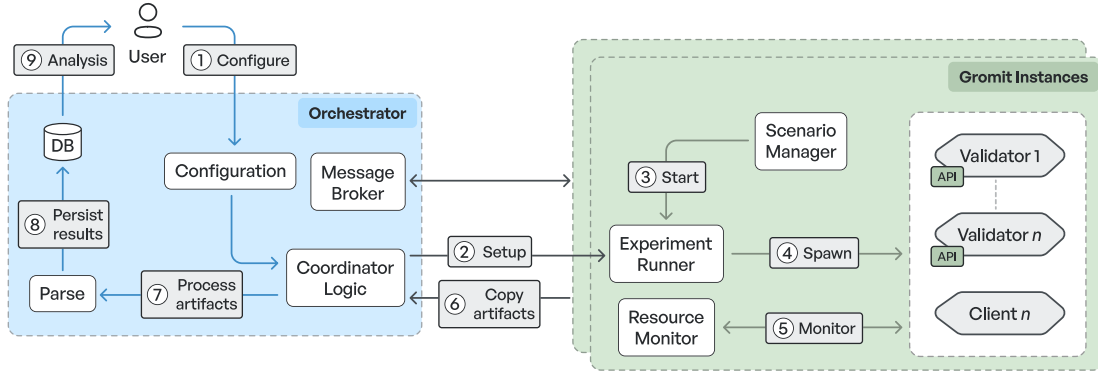 User
⑨ Analysis
① Configure
Orchestrator
DB
Configuration
Message
Broker
⑧ Persist
results
Parse
⑦ Process
artifacts
Coordinator
Logic
② Setup
⑥ Copy
artifacts
Gromit Instances
Scenario
Manager
③ Start
Experiment
Runner
④ Spawn
Resource
Monitor
⑤ Monitor
Validator 1
API
Validator n
API
Client n